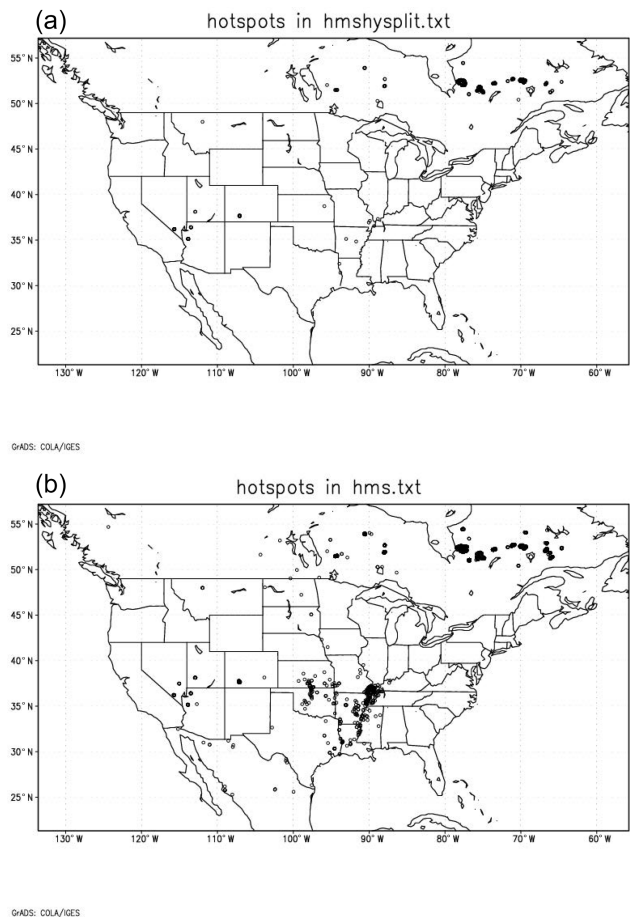 (a)
hotspots in hmshysplit.txt
55°N
50°N
45°N
40°N
35°N
30°N
25°N
130°W 120°W 110°W 100°W 90°W 80°W 70°W 60°W
GrADS: COLA/IGES
(b)
hotspots in hms.txt
55°N
50°N
45°N
40°N
35°N
30°N
25°N
130°W 120°W 110°W 100°W 90°W 80°W 70°W 60°W
GrADS: COLA/IGES